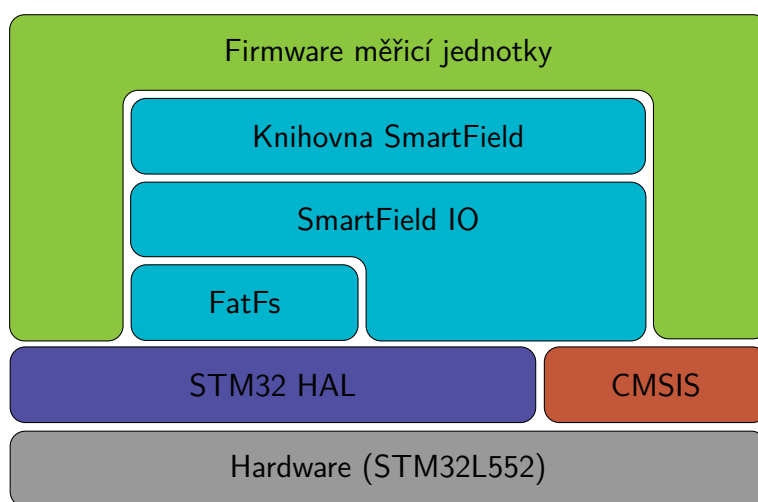 Firmware měřicí jednotky
Knihovna SmartField
SmartField IO
FatFs
STM32 HAL
CMSIS
Hardware (STM32L552)